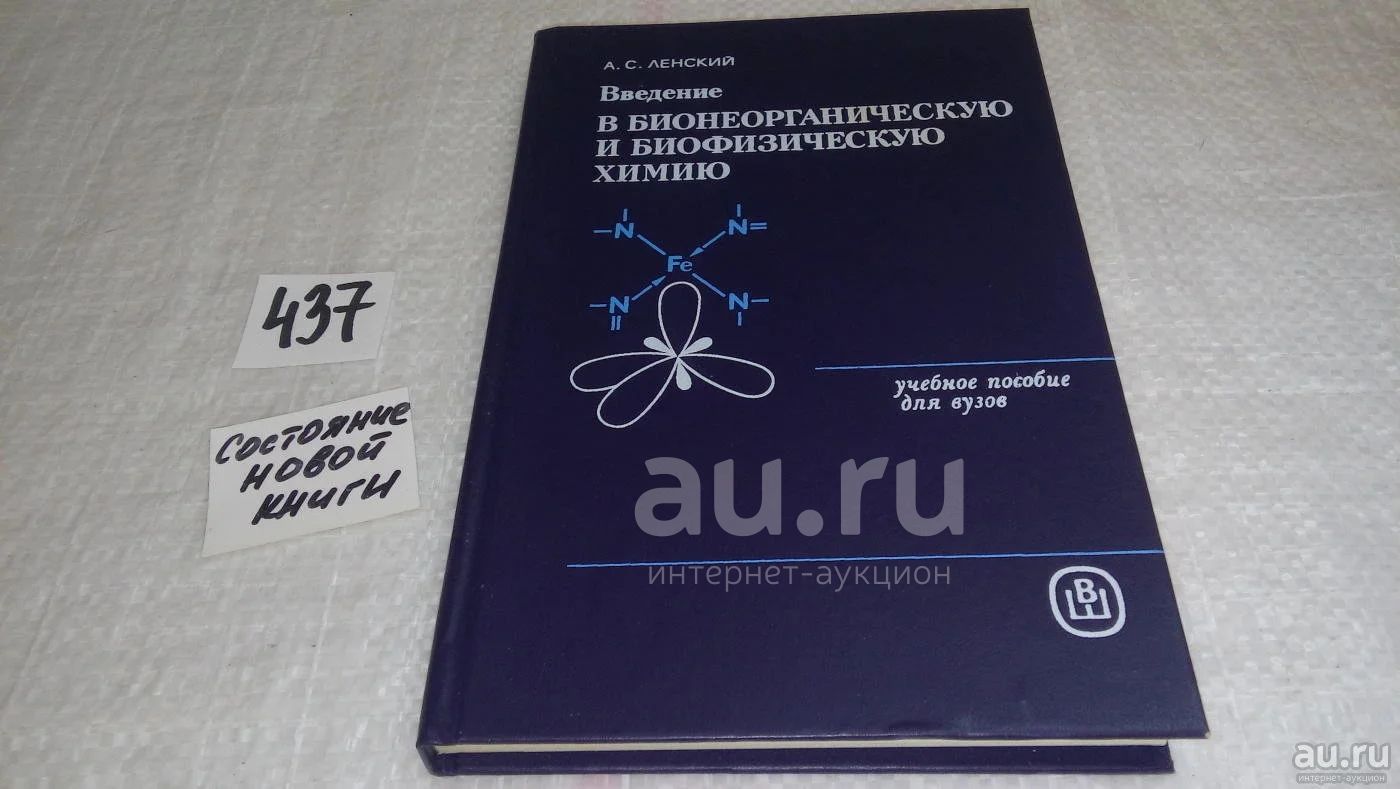 А. С. ЛЕНСКИЙ
Введение
В БИОНЕОРГАНИЧЕСКУЮ
И БИОФИЗИЧЕСКУЮ
ХИМИЮ
–N N=
Fe
–N N–
учебное пособие
для вузов
ВШ
437
Состояние
новой
книги
au.ru
интернет-аукцион
au.ru
интернет-аукцион